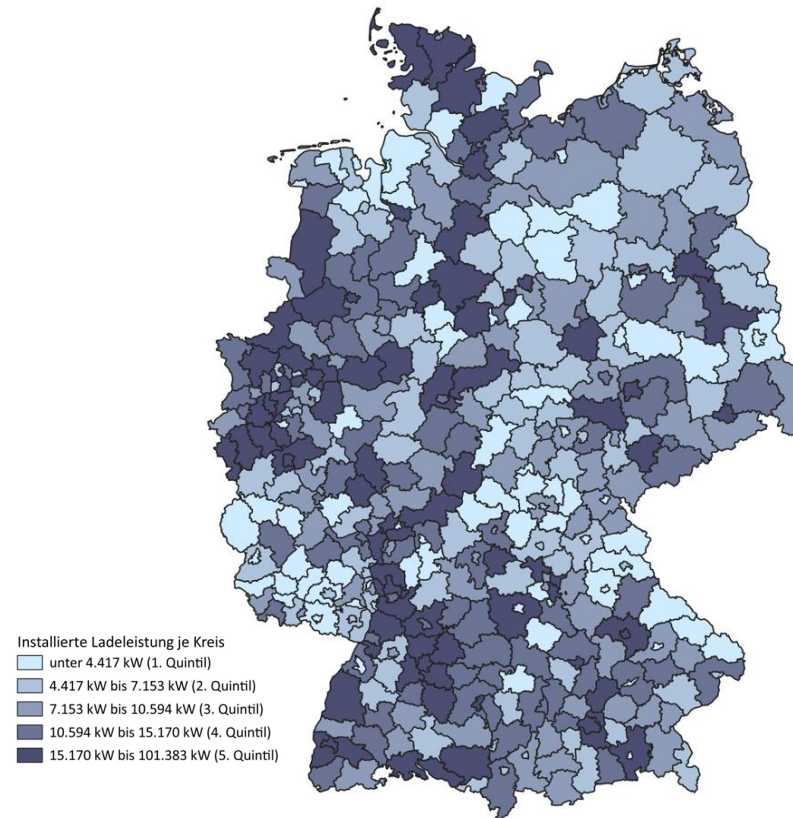 Installierte Ladeleistung je Kreis
unter 4.417 kW (1. Quintil)
4.417 kW bis 7.153 kW (2. Quintil)
7.153 kW bis 10.594 kW (3. Quintil)
10.594 kW bis 15.170 kW (4. Quintil)
15.170 kW bis 101.383 kW (5. Quintil)